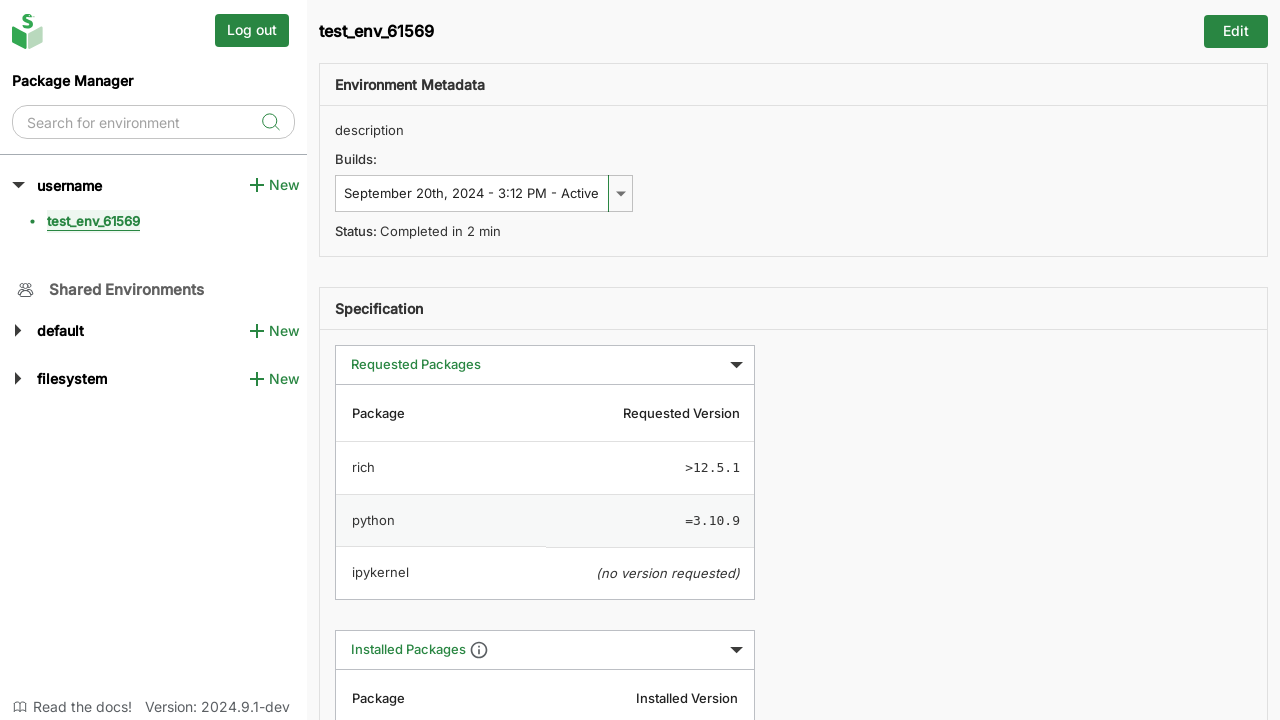 Log out
Package Manager
Search for environment
username
New
test_env_61569
Shared Environments
default
New
filesystem
New
Read the docs!
Version: 2024.9.1-dev
test_env_61569
Edit
Environment Metadata
description
Builds:
September 20th, 2024 - 3:12 PM - Active
Status: Completed in 2 min
Specification
Requested Packages
Package Requested Version
rich >12.5.1
python =3.10.9
ipykernel (no version requested)
Installed Packages
Package Installed Version